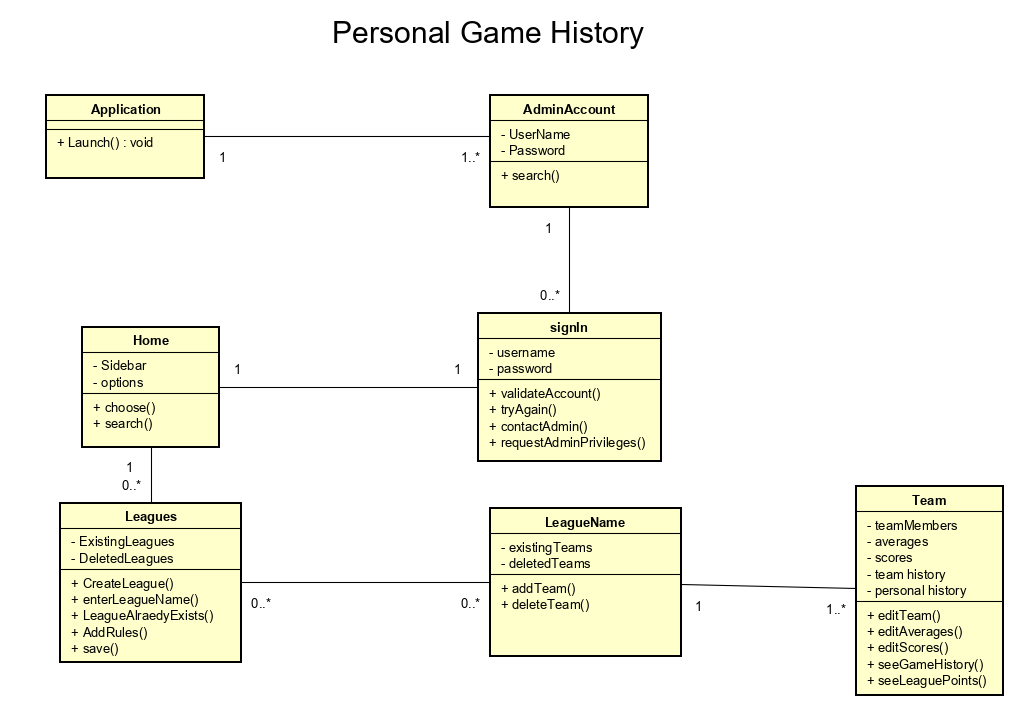 Personal Game History
Application
+ Launch() : void
1
1..*
AdminAccount
- UserName
- Password
+ search()
1
0..*
signIn
- username
- password
+ validateAccount()
+ tryAgain()
+ contactAdmin()
+ requestAdminPrivileges()
Home
- Sidebar
- options
+ choose()
+ search()
1
1
1
0..*
Leagues
- ExistingLeagues
- DeletedLeagues
+ CreateLeague()
+ enterLeagueName()
+ LeagueAlraedyExists()
+ AddRules()
+ save()
0..*
0..*
LeagueName
- existingTeams
- deletedTeams
+ addTeam()
+ deleteTeam()
1
1..*
Team
- teamMembers
- averages
- scores
- team history
- personal history
+ editTeam()
+ editAverages()
+ editScores()
+ seeGameHistory()
+ seeLeaguePoints()